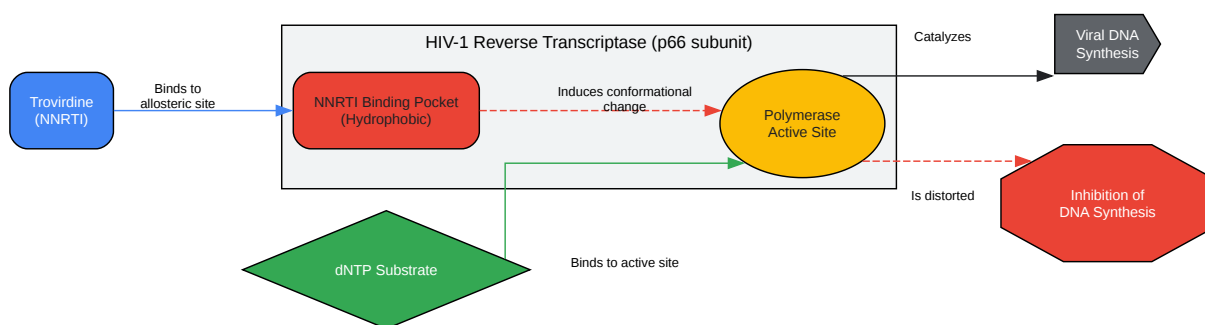 HIV-1 Reverse Transcriptase (p66 subunit)
Catalyzes
Viral DNA
Synthesis
Trovirdine
(NNRTI)
Binds to
allosteric site
NNRTI Binding Pocket
(Hydrophobic)
Induces conformational
change
Polymerase
Active Site
Is distorted
Inhibition of
DNA Synthesis
dNTP Substrate
Binds to active site